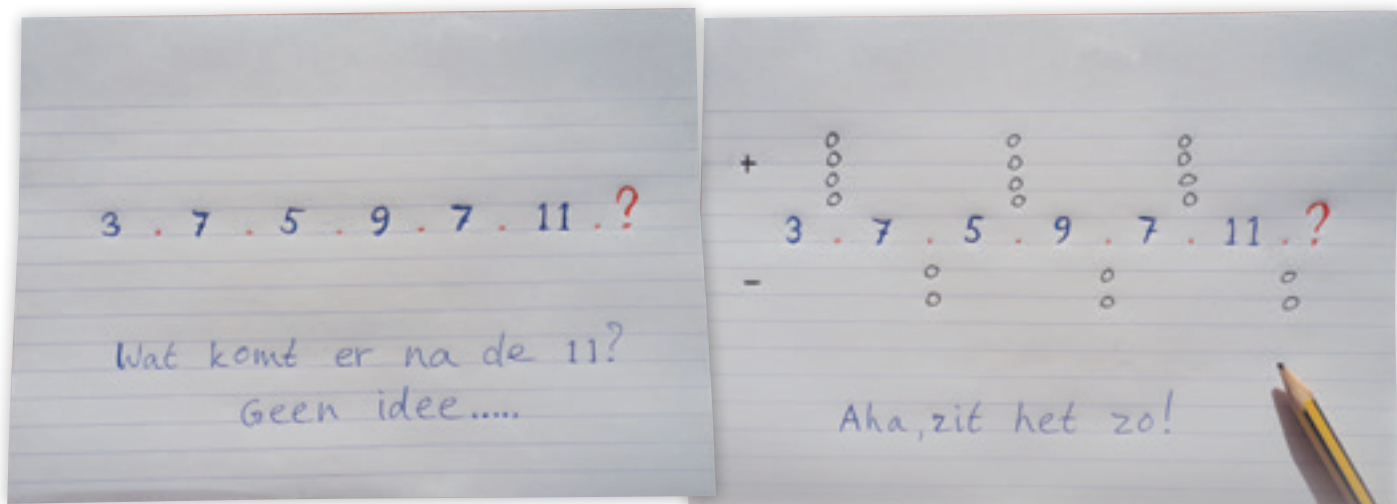 3 . 7 . 5 . 9 . 7 . 11 . ?
Wat komt er na de 11?
Geen idee.....
+
3 . 7 . 5 . 9 . 7 . 11 . ?
-
Aha, zit het zo!